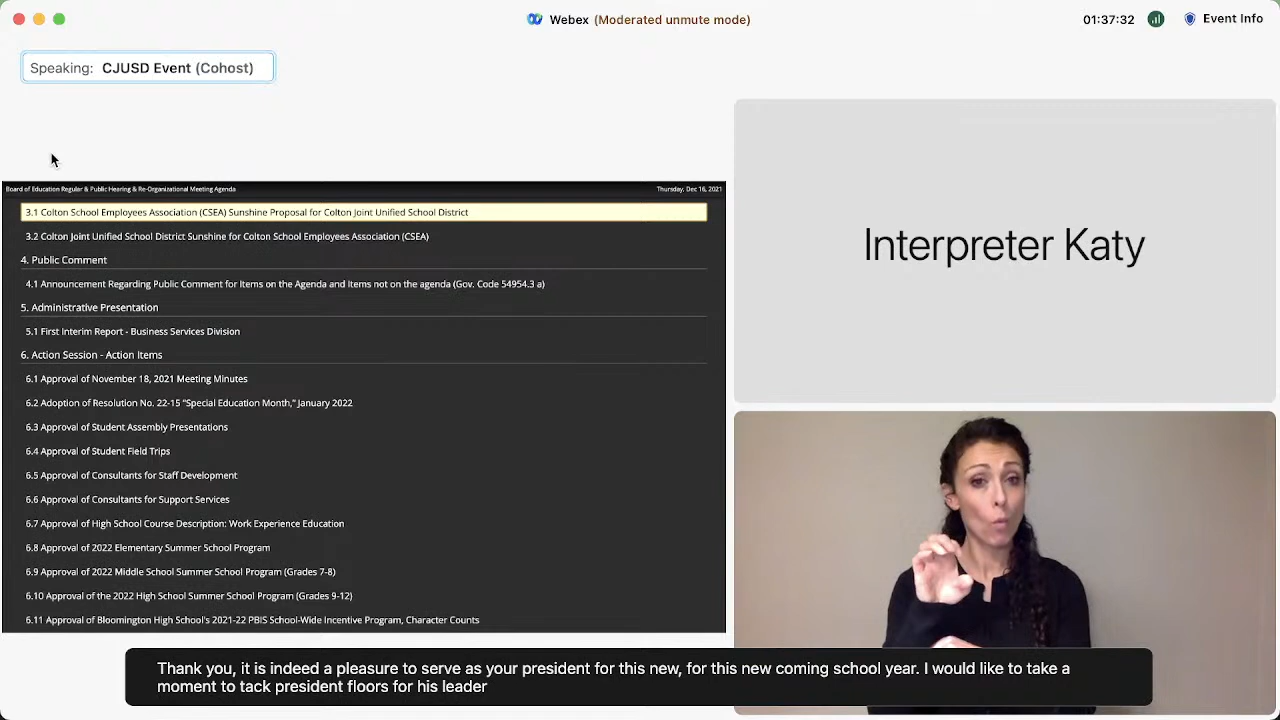 Webex (Moderated unmute mode)
01:37:32
Event Info
Speaking: CJUSD Event (Cohost)
Board of Education Regular & Public Hearing & Re-Organizational Meeting Agenda
Thursday, Dec 16, 2021
3.1 Colton School Employees Association (CSEA) Sunshine Proposal for Colton Joint Unified School District
3.2 Colton Joint Unified School District Sunshine for Colton School Employees Association (CSEA)
4. Public Comment
4.1 Announcement Regarding Public Comment for Items on the Agenda and Items not on the agenda (Gov. Code 54954.3 a)
5. Administrative Presentation
5.1 First Interim Report - Business Services Division
6. Action Session - Action Items
6.1 Approval of November 18, 2021 Meeting Minutes
6.2 Adoption of Resolution No. 22-15 "Special Education Month," January 2022
6.3 Approval of Student Assembly Presentations
6.4 Approval of Student Field Trips
6.5 Approval of Consultants for Staff Development
6.6 Approval of Consultants for Support Services
6.7 Approval of High School Course Description: Work Experience Education
6.8 Approval of 2022 Elementary Summer School Program
6.9 Approval of 2022 Middle School Summer School Program (Grades 7-8)
6.10 Approval of the 2022 High School Summer School Program (Grades 9-12)
6.11 Approval of Bloomington High School's 2021-22 PBIS School-Wide Incentive Program, Character Counts
Interpreter Katy
Thank you, it is indeed a pleasure to serve as your president for this new, for this new coming school year. I would like to take a
moment to tack president floors for his leader